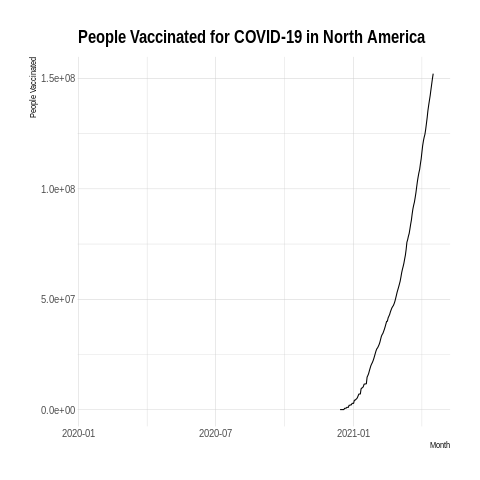 People Vaccinated for COVID-19 in North America
People Vaccinated
1.5e+08
1.0e+08
5.0e+07
0.0e+00
2020-01
2020-07
2021-01
Month